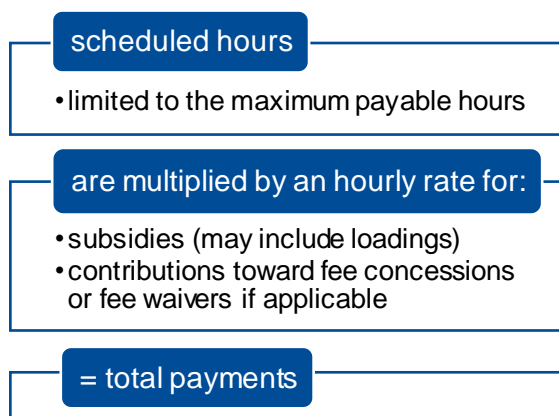 scheduled hours
•limited to the maximum payable hours
are multiplied by an hourly rate for:
•subsidies (may include loadings)
•contributions toward fee concessions
or fee waivers if applicable
= total payments